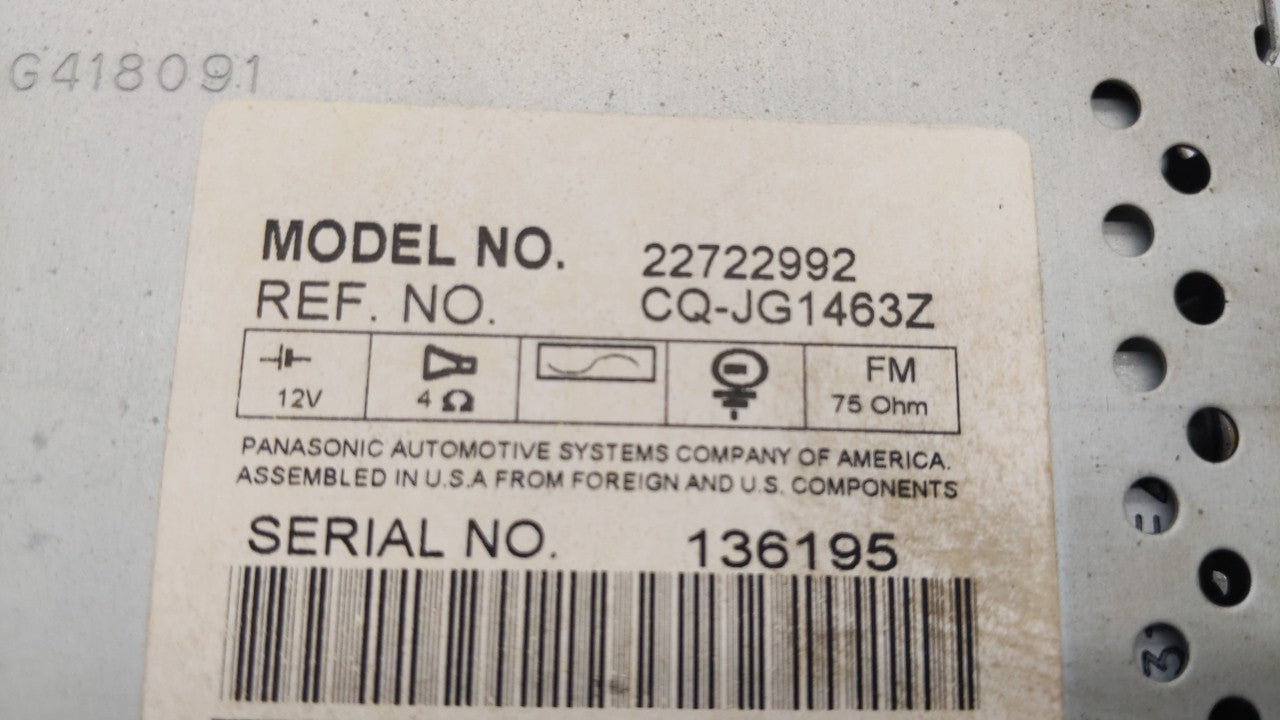 G418091
MODEL NO. 22722992
REF. NO. CQ-JG1463Z
12V
4 Ω
FM
75 Ohm
PANASONIC AUTOMOTIVE SYSTEMS COMPANY OF AMERICA.
ASSEMBLED IN U.S.A FROM FOREIGN AND U.S. COMPONENTS
SERIAL NO. 136195